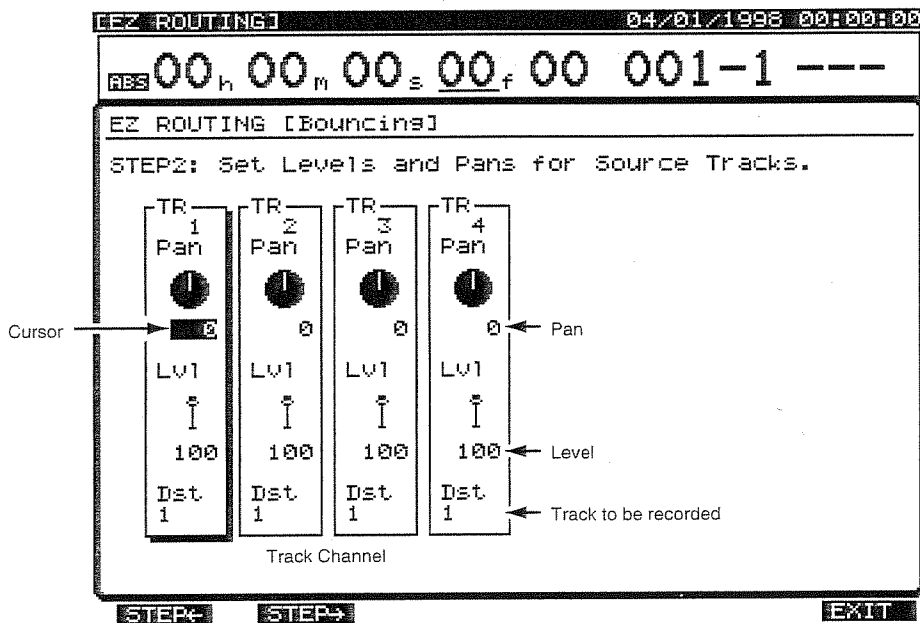 [EZ ROUTING] 04/01/1998 00:00:00
ABS 00h 00m 00s 00f 00 001-1 ---
EZ ROUTING [Bouncing]
STEP2: Set Levels and Pans for Source Tracks.
TR TR TR TR
1 2 3 4
Pan Pan Pan Pan
Cursor 0 0 0 0 Pan
Lvl Lvl Lvl Lvl
100 100 100 100 Level
Dst Dst Dst Dst
1 1 1 1 Track to be recorded
Track Channel
STEP← STEP→ EXIT